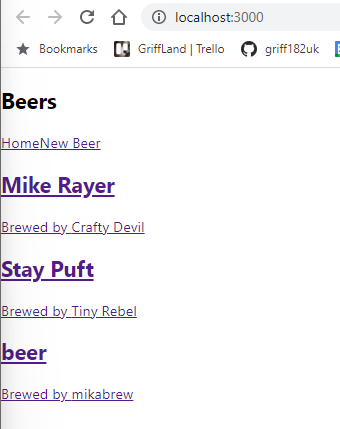 localhost:3000
Bookmarks GriffLand | Trello griff182uk
Beers
HomeNew Beer
Mike Rayer
Brewed by Crafty Devil
Stay Puft
Brewed by Tiny Rebel
beer
Brewed by mikabrew